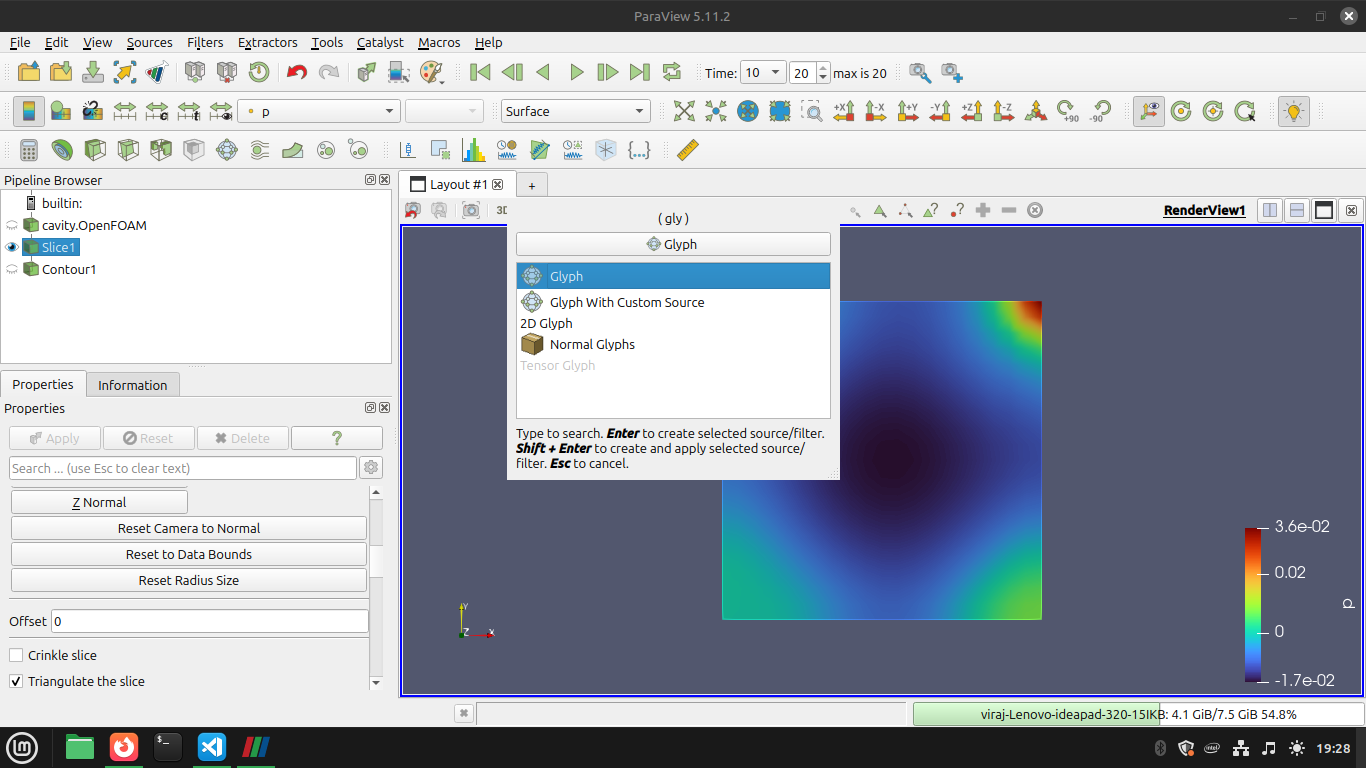 ParaView 5.11.2
File Edit View Sources Filters Extractors Tools Catalyst Macros Help
Time: 10 20 max is 20
p Surface +X -X +Y -Y +Z -Z +90 -90
Pipeline Browser
builtin:
cavity.OpenFOAM
Slice1
Contour1
Properties Information
Properties
Apply Reset Delete ?
Search ... (use Esc to clear text)
Z Normal
Reset Camera to Normal
Reset to Data Bounds
Reset Radius Size
Offset 0
Crinkle slice
Triangulate the slice
Layout #1 +
3D
RenderView1
( gly )
Glyph
Glyph
Glyph With Custom Source
2D Glyph
Normal Glyphs
Tensor Glyph
Type to search. Enter to create selected source/filter.
Shift + Enter to create and apply selected source/
filter. Esc to cancel.
3.6e-02
0.02
0
-1.7e-02
p
Y
Z X
viraj-Lenovo-ideapad-320-15IKB: 4.1 GiB/7.5 GiB 54.8%
19:28